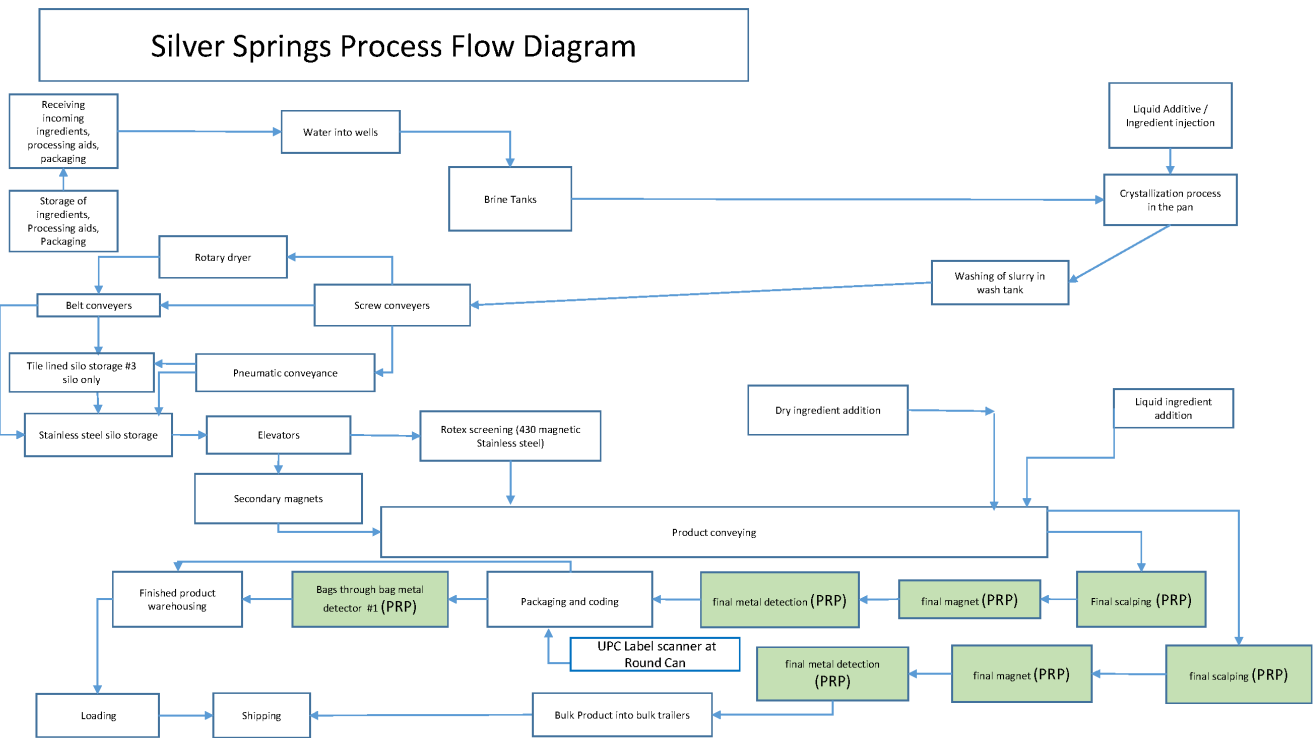 Silver Springs Process Flow Diagram
Receiving
incoming
ingredients,
processing aids,
packaging
Water into wells
Liquid Additive /
Ingredient injection
Storage of
ingredients,
Processing aids,
Packaging
Brine Tanks
Crystallization process
in the pan
Rotary dryer
Washing of slurry in
wash tank
Belt conveyers
Screw conveyers
Tile lined silo storage #3
silo only
Pneumatic conveyance
Dry ingredient addition
Liquid ingredient
addition
Stainless steel silo storage
Elevators
Rotex screening (430 magnetic
Stainless steel)
Secondary magnets
Product conveying
Finished product
warehousing
Bags through bag metal
detector #1 (PRP)
Packaging and coding
final metal detection (PRP)
final magnet (PRP)
Final scalping (PRP)
UPC Label scanner at
Round Can
final metal detection
(PRP)
final magnet (PRP)
final scalping (PRP)
Loading
Shipping
Bulk Product into bulk trailers